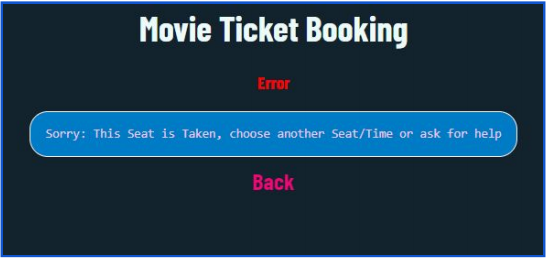 Movie Ticket Booking
Error
Sorry: This Seat is Taken, choose another Seat/Time or ask for help
Back